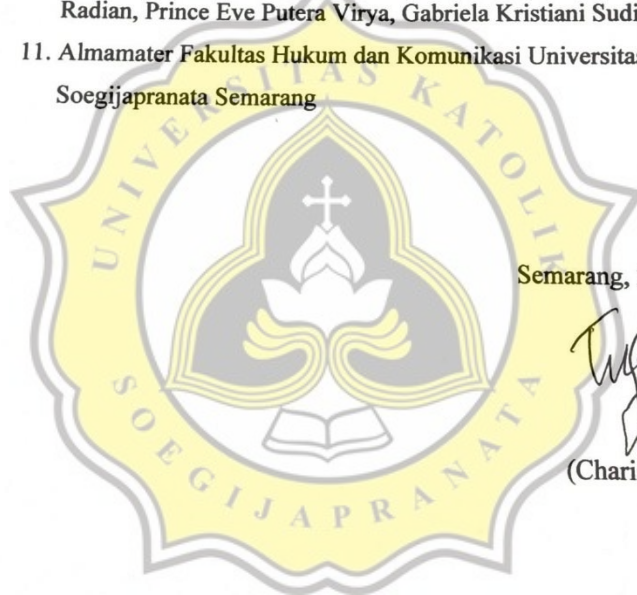 Radian, Prince Eve Putera Virya, Gabriela Kristiani Sudi
11. Almamater Fakultas Hukum dan Komunikasi Universitas
Soegijapranata Semarang
UNIVERSITAS KATOLIK
Semarang,
SOEGIJAPRANATA
(Chari